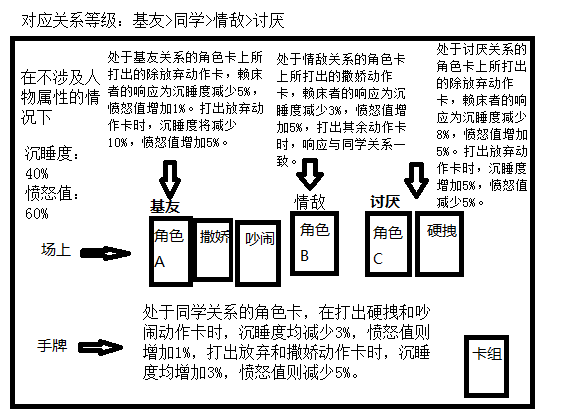 对应关系等级：基友>同学>情敌>讨厌
在不涉及人
物属性的情
况下
沉睡度：
40%
愤怒值：
60%
处于基友关系的角色卡上所
打出的除放弃动作卡，赖床
者的响应为沉睡度减少5%，
愤怒值增加1%。打出放弃动
作卡时，沉睡度将减少
10%，愤怒值增加5%。
处于情敌关系的角色卡
上所打出的撒娇动作
卡，赖床者的响应为沉
睡度减少3%，愤怒值增
加5%，打出其余动作卡
时，响应与同学关系一
致。
处于讨厌关系的
角色卡上所打出
的除放弃动作
卡，赖床者的响
应为沉睡度减少
8%，愤怒值增加
5%。打出放弃动
作卡时，沉睡度
增加5%，愤怒值
减少5%。
基友
情敌
讨厌
场上
角色
A
撒娇
吵闹
角色
B
角色
C
硬拽
处于同学关系的角色卡，在打出硬拽和吵
闹动作卡时，沉睡度均减少3%，愤怒值则
增加1%，打出放弃和撒娇动作卡时，沉睡
度均增加3%，愤怒值则减少5%。
手牌
卡组